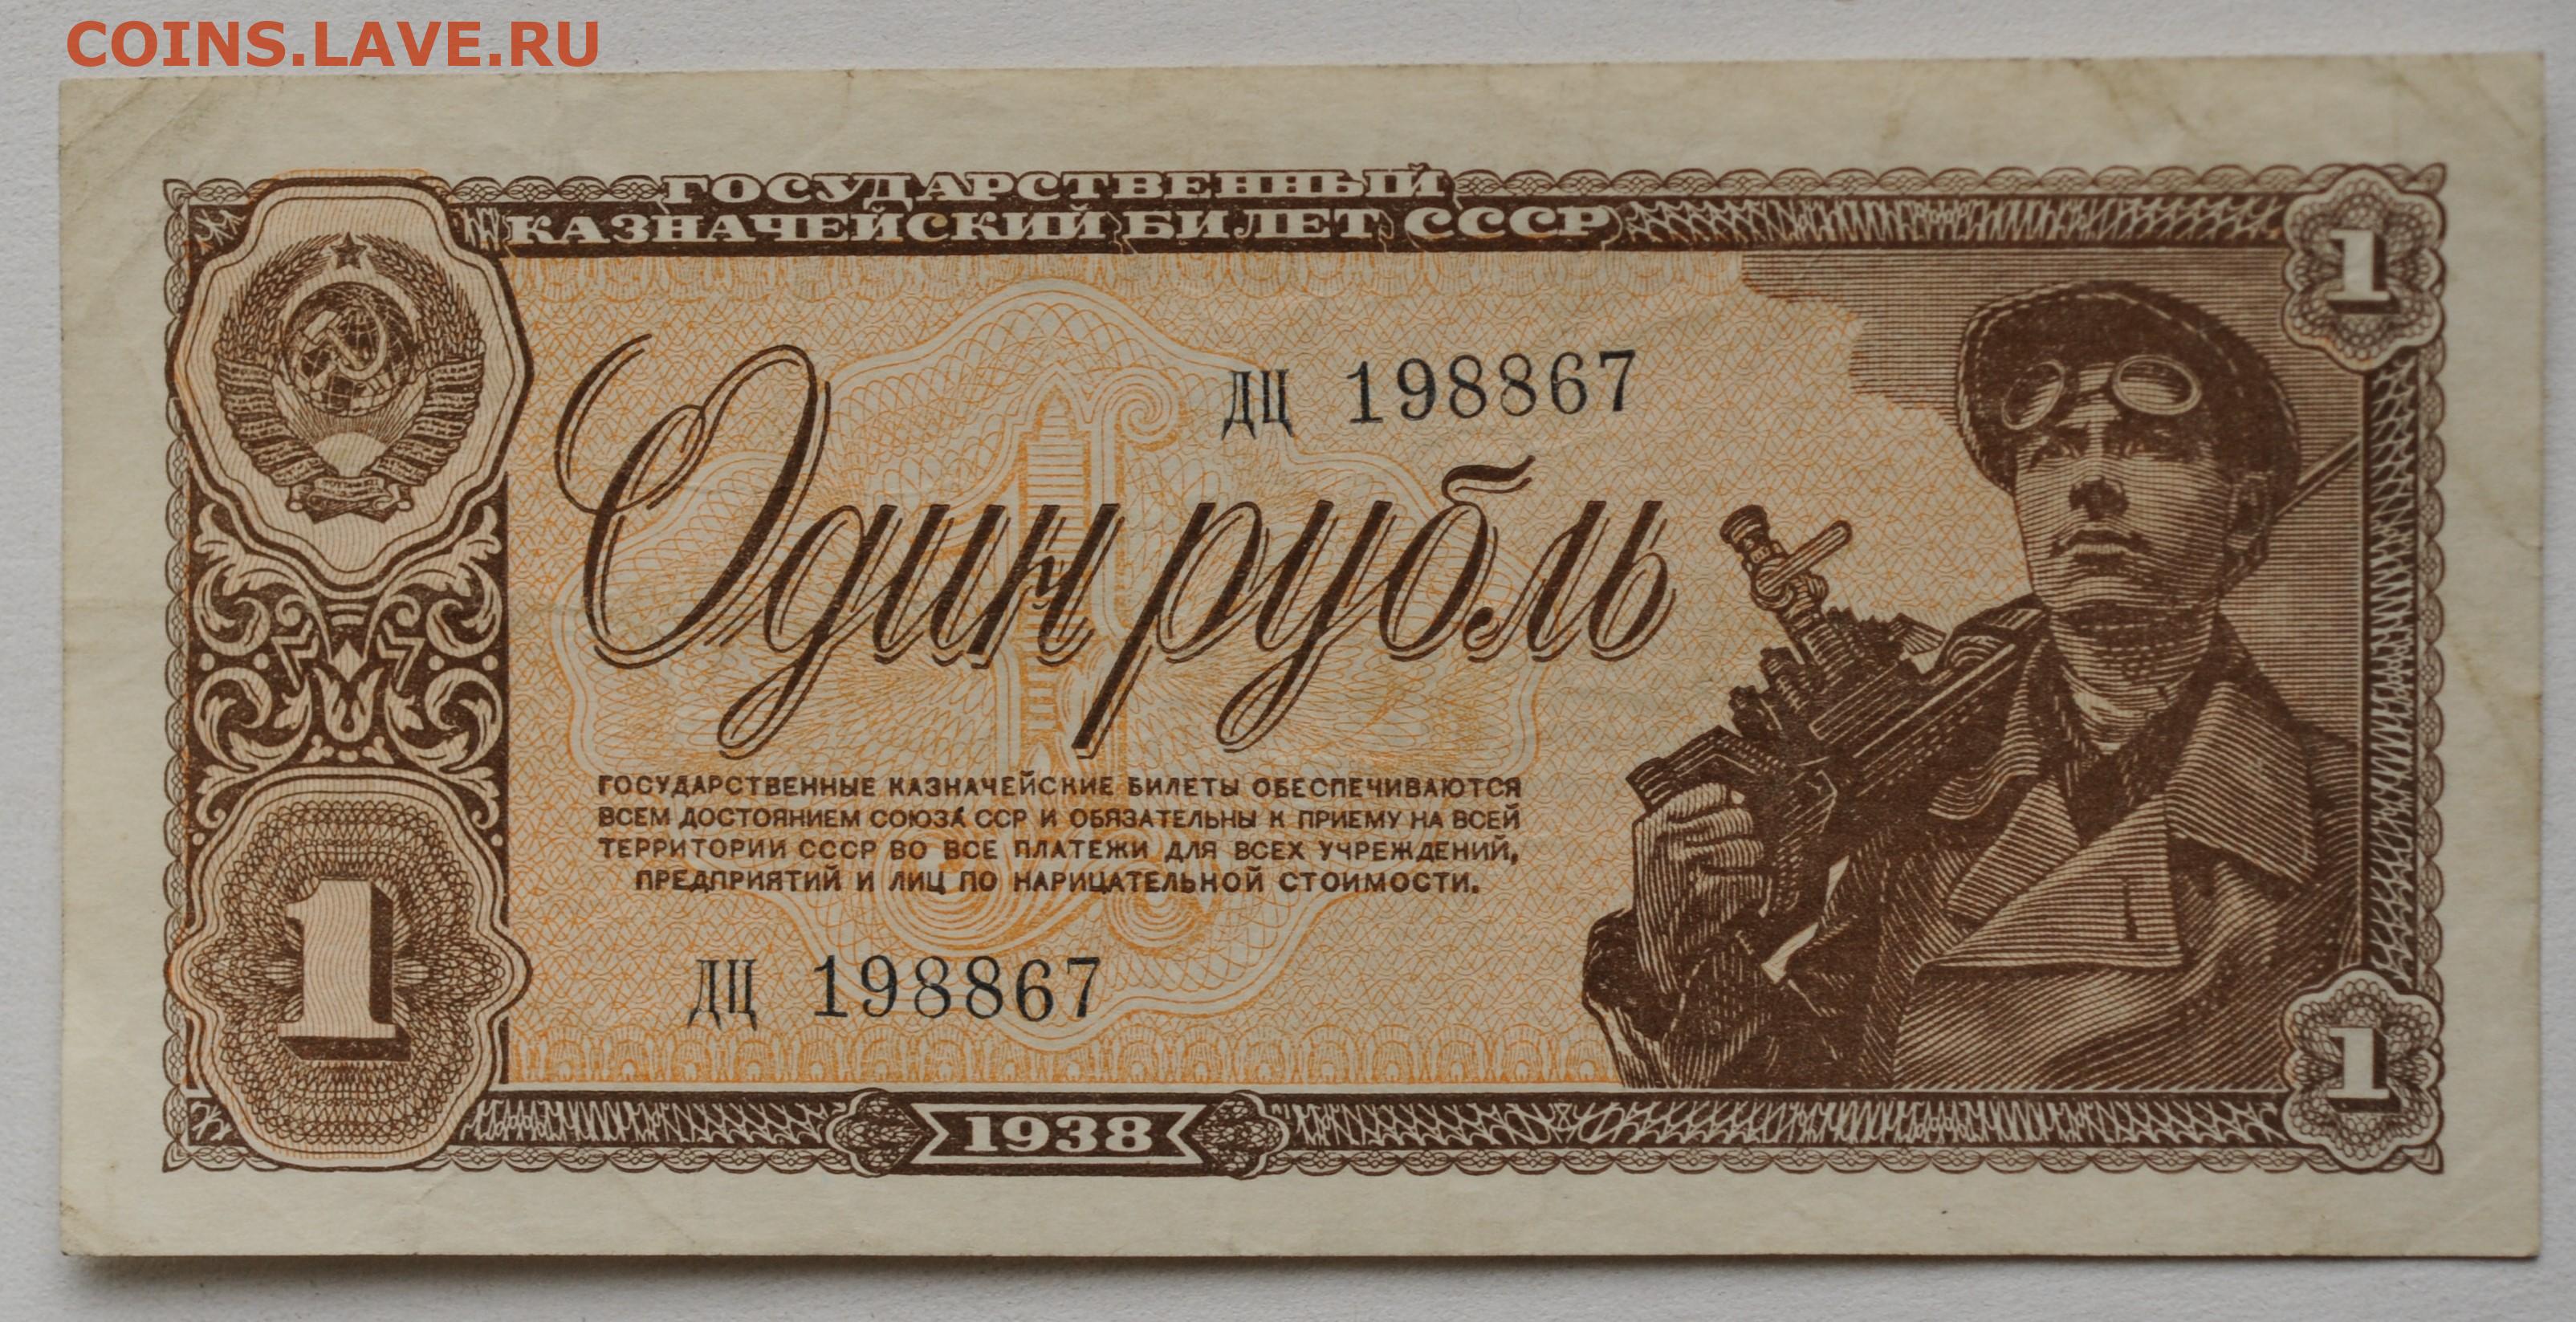 COINS.LAVE.RU
ГОСУДАРСТВЕННЫЙ
КАЗНАЧЕЙСКИЙ БИЛЕТ СССР
1
ДЦ 198867
Один рубль
ГОСУДАРСТВЕННЫЕ КАЗНАЧЕЙСКИЕ БИЛЕТЫ ОБЕСПЕЧИВАЮТСЯ
ВСЕМ ДОСТОЯНИЕМ СОЮЗА ССР И ОБЯЗАТЕЛЬНЫ К ПРИЕМУ НА ВСЕЙ
ТЕРРИТОРИИ СССР ВО ВСЕ ПЛАТЕЖИ ДЛЯ ВСЕХ УЧРЕЖДЕНИЙ,
ПРЕДПРИЯТИЙ И ЛИЦ ПО НАРИЦАТЕЛЬНОЙ СТОИМОСТИ.
1
ДЦ 198867
1
1938